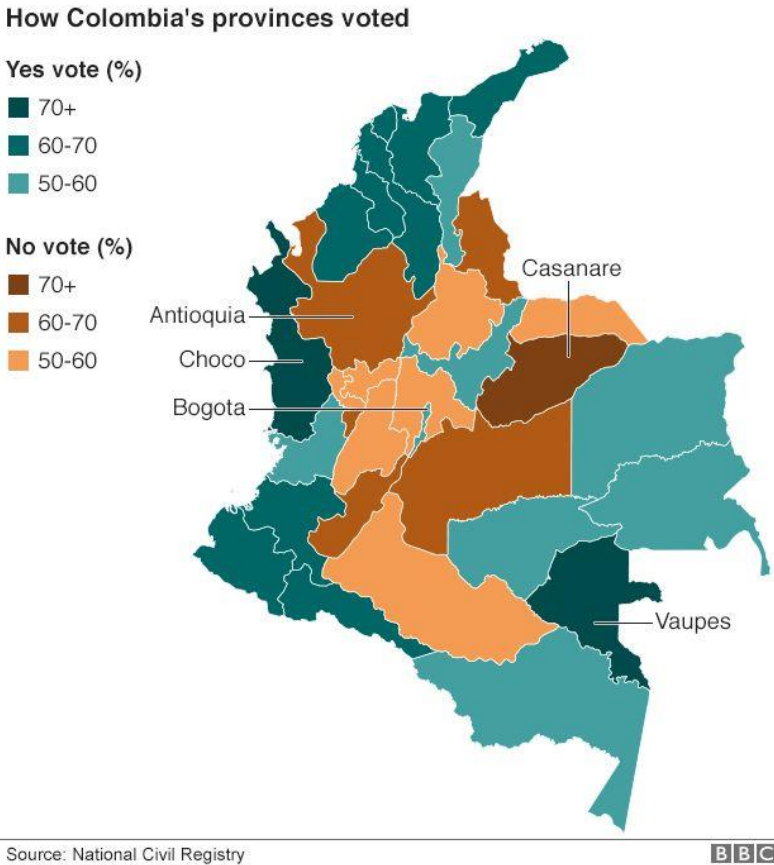 How Colombia's provinces voted
Yes vote (%)
70+
60-70
50-60
No vote (%)
70+
60-70
50-60
Casanare
Antioquia
Choco
Bogota
Vaupes
Source: National Civil Registry
BBC